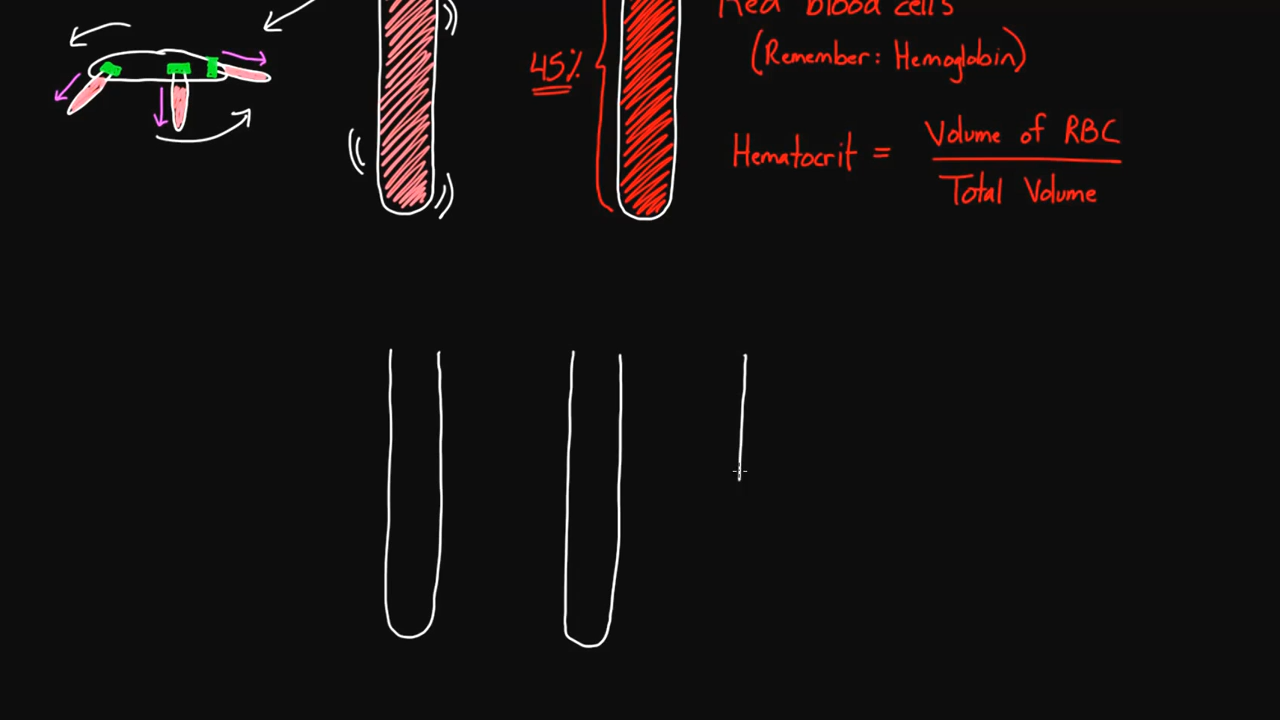 Red blood cells
45%
(Remember: Hemoglobin)
Hematocrit = Volume of RBC
Total Volume